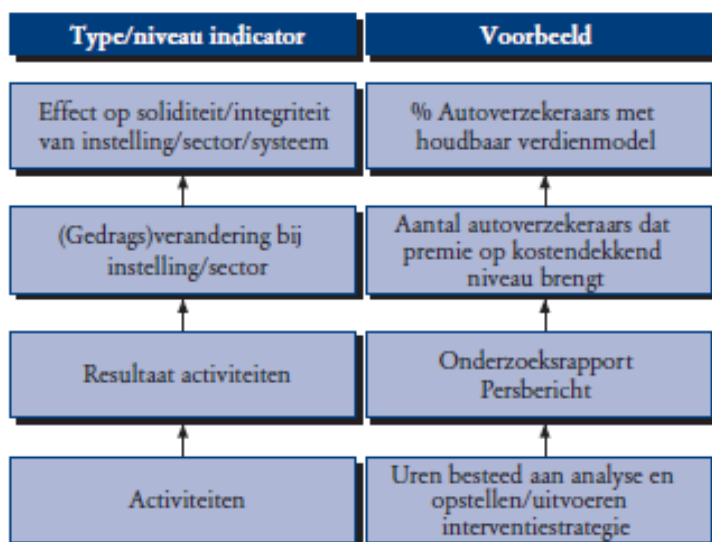 Type/niveau indicator
Voorbeeld
Effect op soliditeit/integriteit
van instelling/sector/systeem
% Autoverzekeraars met
houdbaar verdienmodel
(Gedrags)verandering bij
instelling/sector
Aantal autoverzekeraars dat
premie op kostendekkend
niveau brengt
Resultaat activiteiten
Onderzoeksrapport
Persbericht
Activiteiten
Uren besteed aan analyse en
opstellen/uitvoeren
interventiestrategie